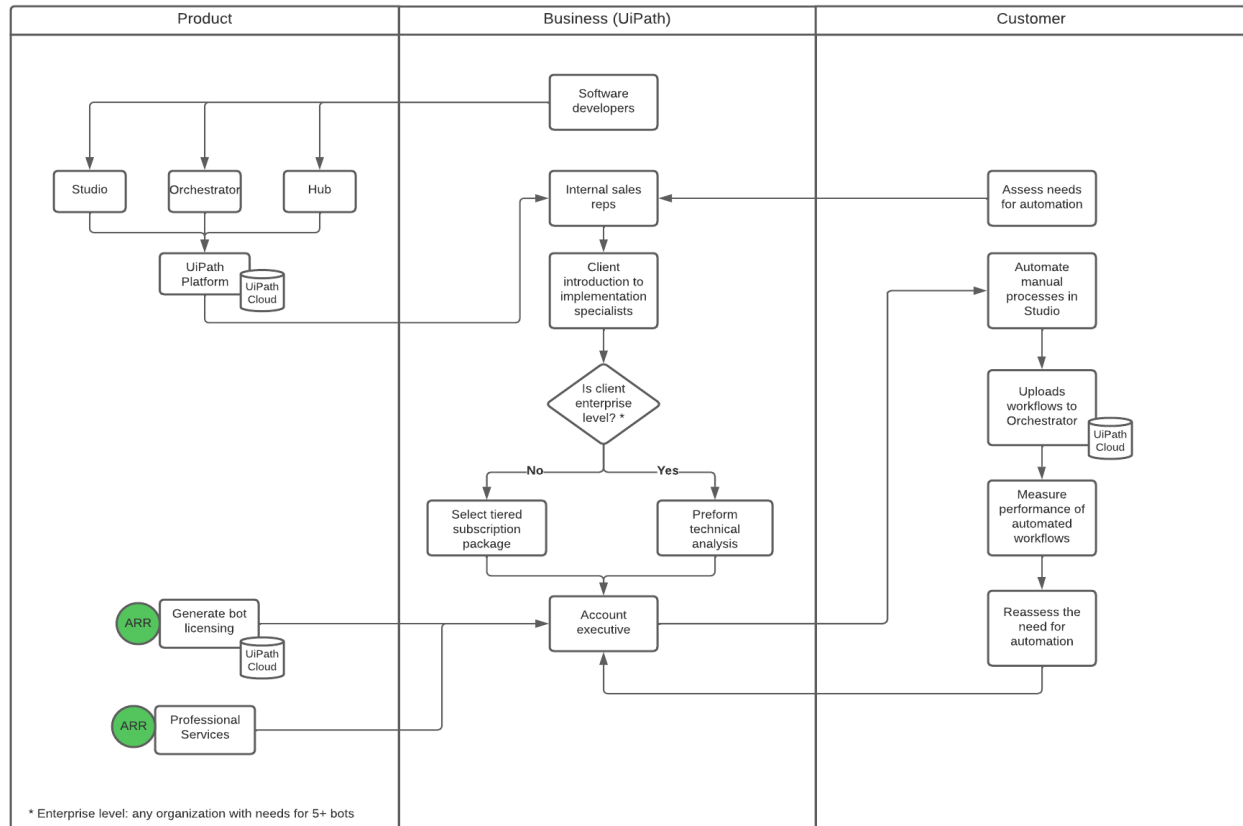 Product
Business (UiPath)
Customer
Software
developers
Studio
Orchestrator
Hub
Internal sales
reps
Assess needs
for automation
UiPath
Platform
UiPath
Cloud
Client
introduction to
implementation
specialists
Automate
manual
processes in
Studio
Is client
enterprise
level? *
Uploads
workflows to
Orchestrator
UiPath
Cloud
No
Yes
Select tiered
subscription
package
Preform
technical
analysis
Measure
performance of
automated
workflows
ARR
Generate bot
licensing
UiPath
Cloud
Account
executive
Reassess the
need for
automation
ARR
Professional
Services
* Enterprise level: any organization with needs for 5+ bots